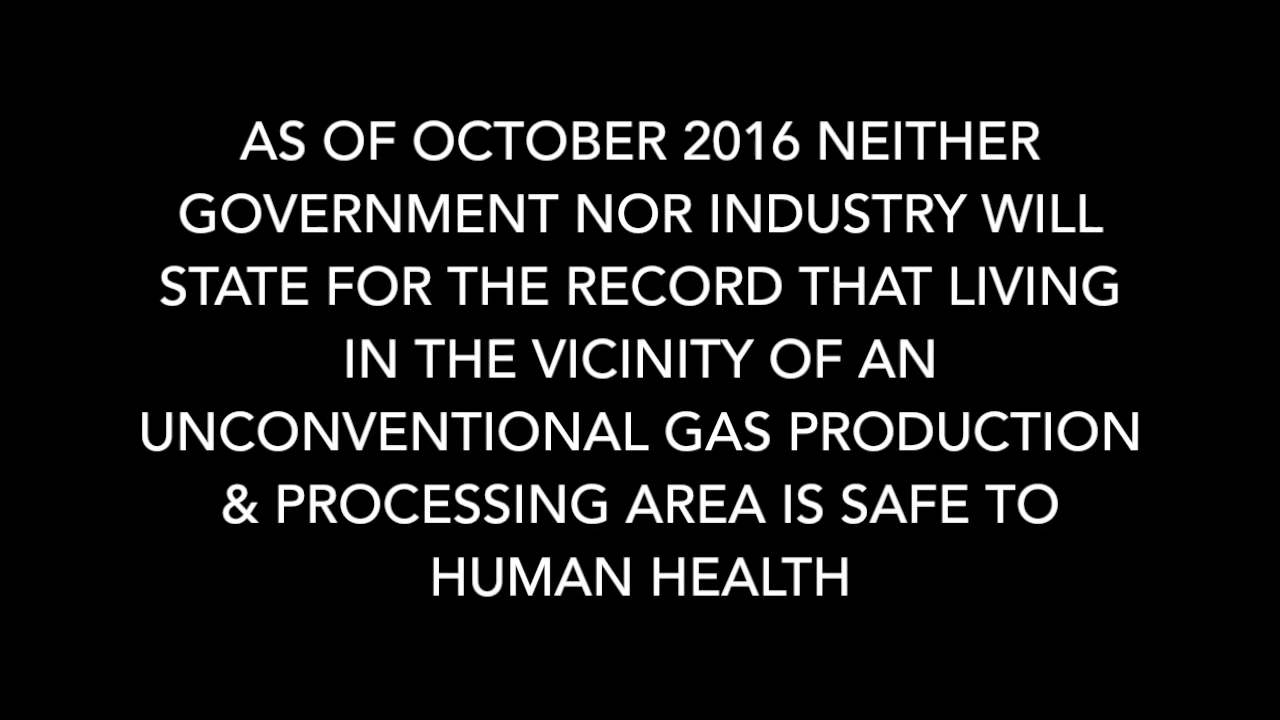 AS OF OCTOBER 2016 NEITHER
GOVERNMENT NOR INDUSTRY WILL
STATE FOR THE RECORD THAT LIVING
IN THE VICINITY OF AN
UNCONVENTIONAL GAS PRODUCTION
& PROCESSING AREA IS SAFE TO
HUMAN HEALTH